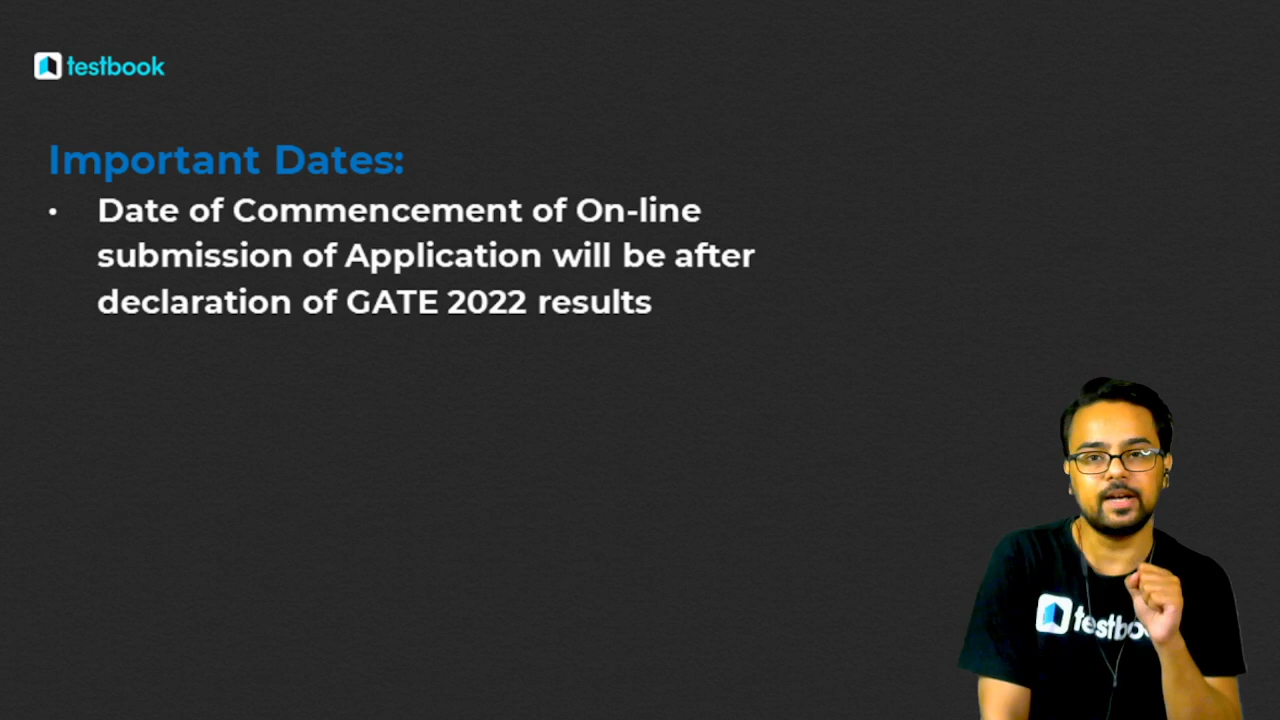 testbook
Important Dates:
• Date of Commencement of On-line
submission of Application will be after
declaration of GATE 2022 results